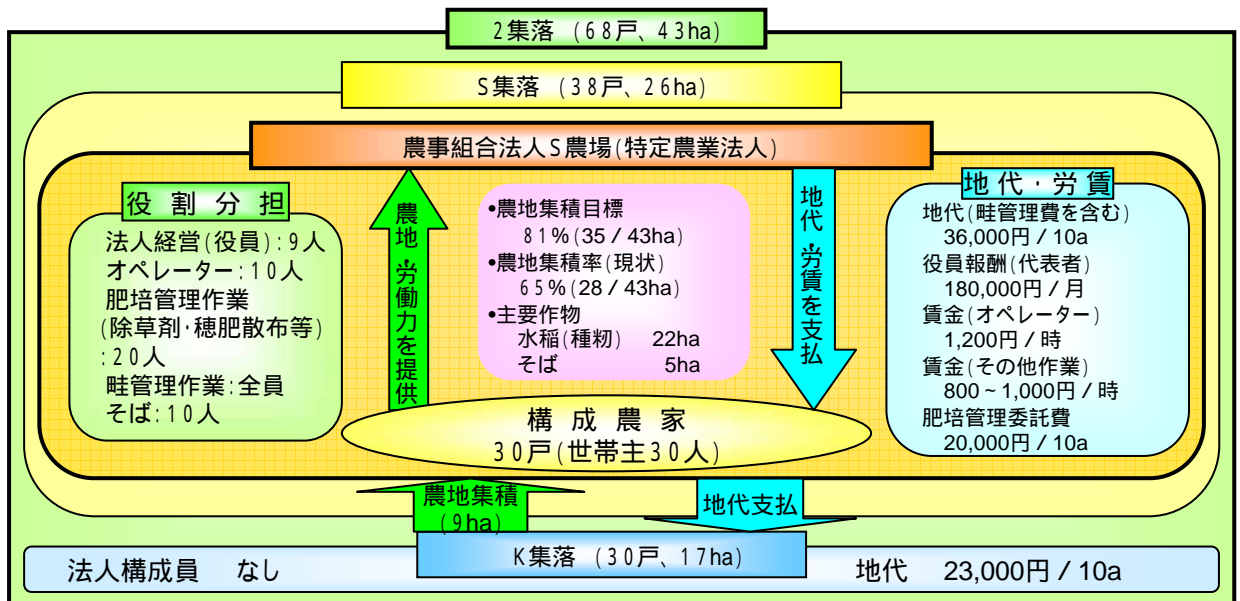 2集落 (68戸、43ha)
S集落 (38戸、26ha)
農事組合法人S農場(特定農業法人)
役割分担
法人経営(役員):9人
オペレーター:10人
肥培管理作業
(除草剤・穂肥散布等)
:20人
畦管理作業:全員
そば:10人
農地・労働力を提供
•農地集積目標
81%(35/43ha)
•農地集積率(現状)
65%(28/43ha)
•主要作物
水稲(種籾) 22ha
そば 5ha
地代・労賃を支払
地代・労賃
地代(畦管理費を含む)
36,000円/10a
役員報酬(代表者)
180,000円/月
賃金(オペレーター)
1,200円/時
賃金(その他作業)
800~1,000円/時
肥培管理委託費
20,000円/10a
構成農家
30戸(世帯主30人)
農地集積
(9ha)
地代支払
K集落 (30戸、17ha)
法人構成員 なし
地代 23,000円/10a